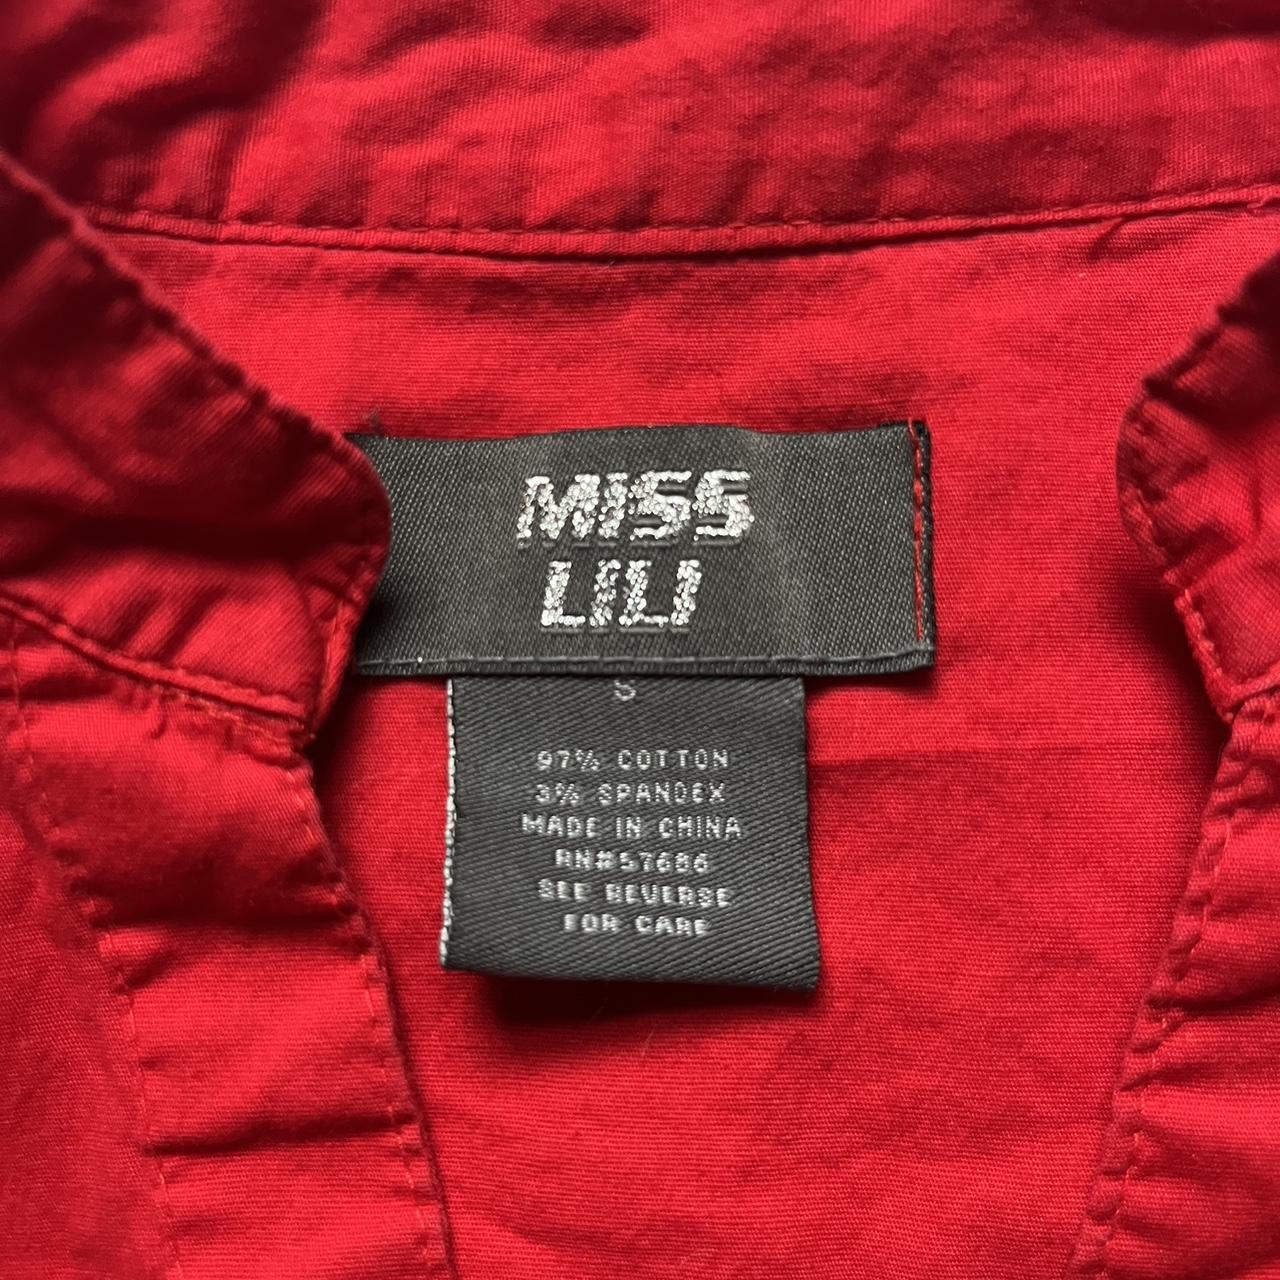 MISS
LILI
S
97% COTTON
3% SPANDEX
MADE IN CHINA
RN#57686
SEE REVERSE
FOR CARE